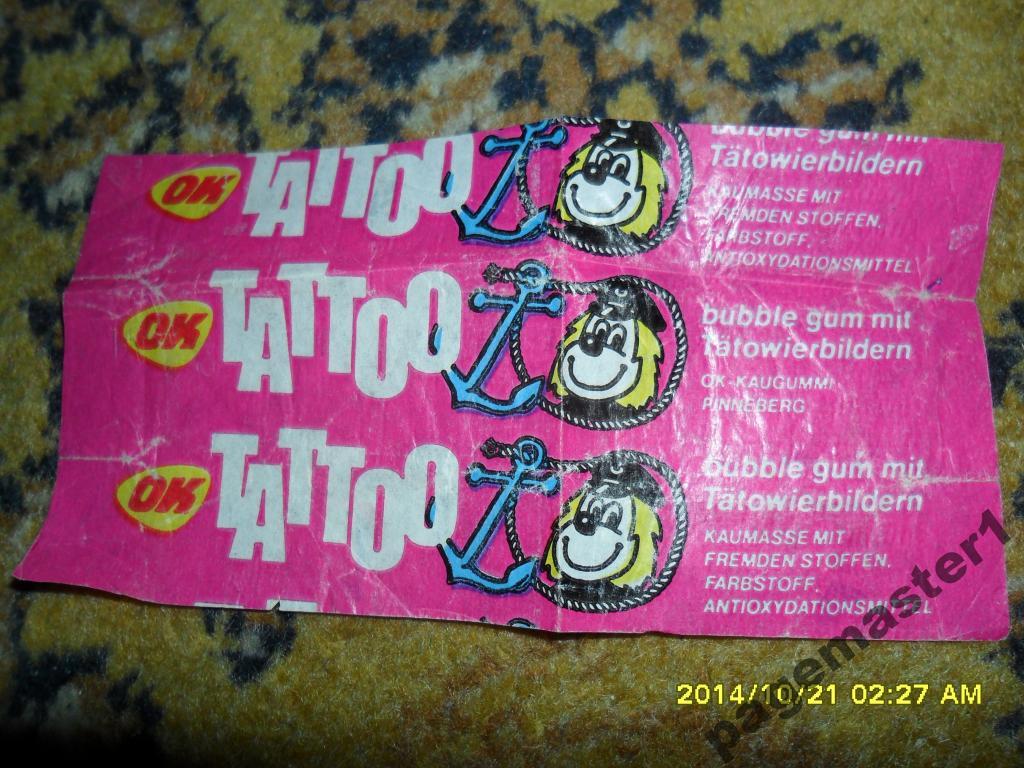 OK TATTOO
bubble gum mit
Tätowierbildern
KAUMASSE MIT
FREMDEN STOFFEN,
FARBSTOFF,
ANTIOXYDATIONSMITTEL
OK TATTOO
bubble gum mit
Tätowierbildern
OK-KAUGUMMI
PINNEBERG
OK TATTOO
bubble gum mit
Tätowierbildern
KAUMASSE MIT
FREMDEN STOFFEN,
FARBSTOFF,
ANTIOXYDATIONSMITTEL
2014/10/21 02:27 AM
pagemaster1